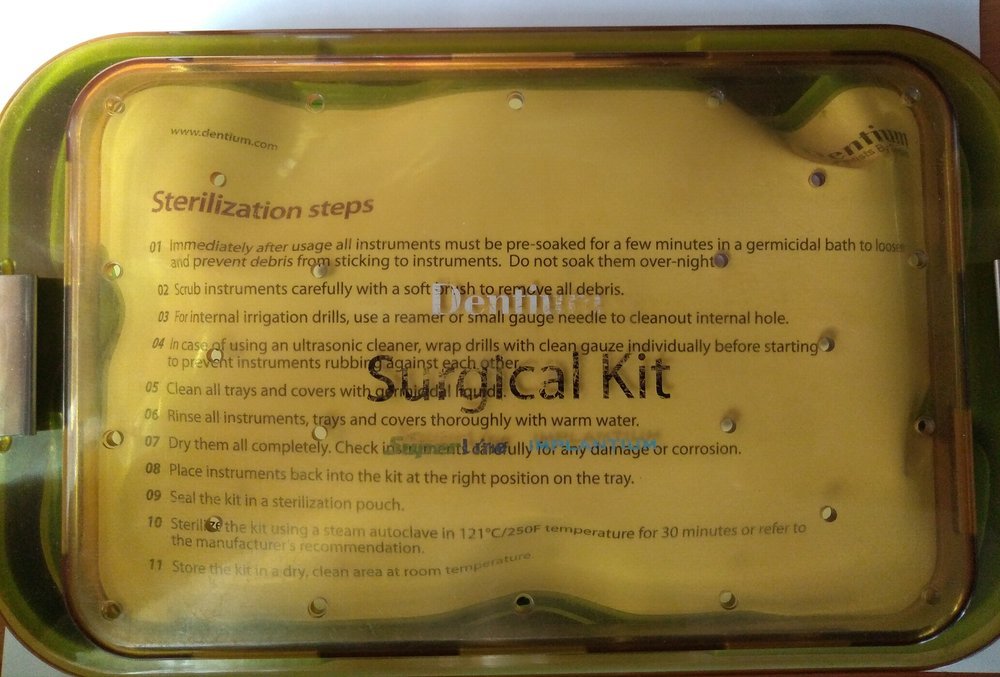 www.dentium.com
entium
Sterilization steps
01 Immediately after usage all instruments must be pre-soaked for a few minutes in a germicidal bath to loose
and prevent debris from sticking to instruments. Do not soak them over-night
02 Scrub instruments carefully with a soft brush to remove all debris.
Dentium
03 For internal irrigation drills, use a reamer or small gauge needle to cleanout internal hole.
04 In case of using an ultrasonic cleaner, wrap drills with clean gauze individually before starting
to prevent instruments rubbing against each other.
Surgical Kit
05 Clean all trays and covers with germicidal liquids.
06 Rinse all instruments, trays and covers thoroughly with warm water.
SuperLine IMPLANTIUM
07 Dry them all completely. Check instruments carefully for any damage or corrosion.
08 Place instruments back into the kit at the right position on the tray.
09 Seal the kit in a sterilization pouch.
10 Sterilize the kit using a steam autoclave in 121°C/250F temperature for 30 minutes or refer to
the manufacturer's recommendation.
11 Store the kit in a dry, clean area at room temperature